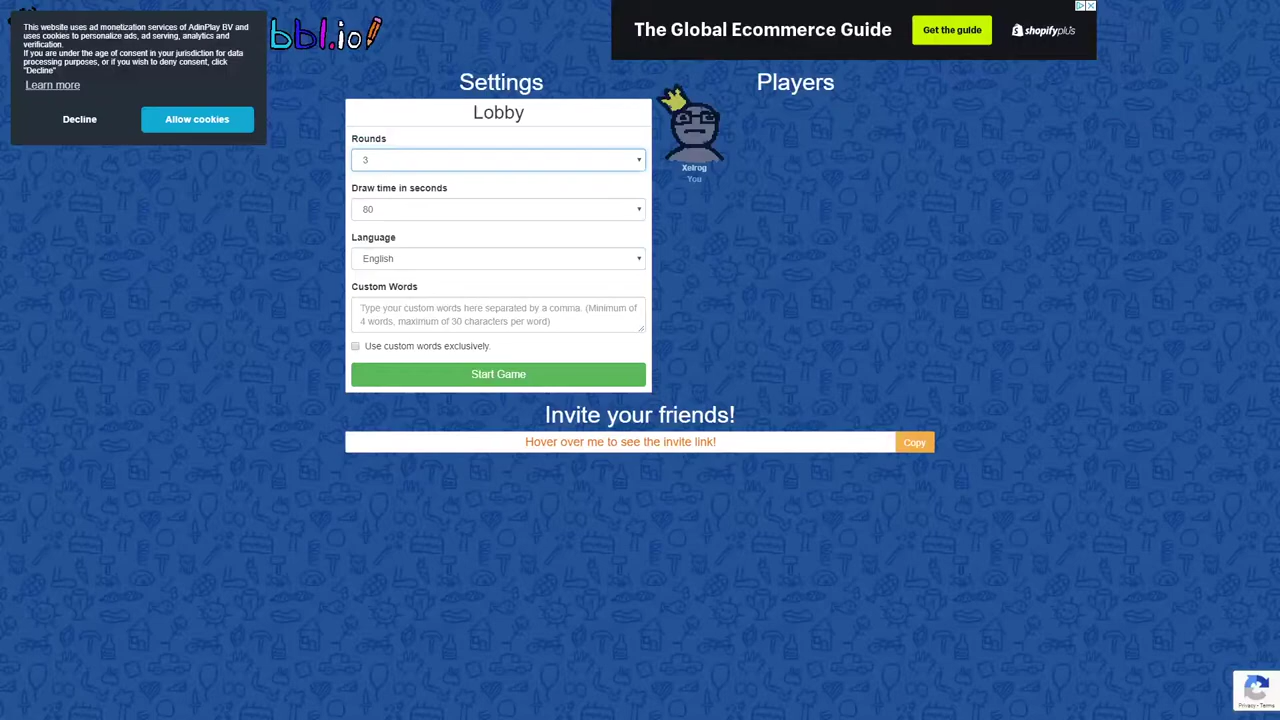 This website uses ad monetization services of AdinPlay BV and
uses cookies to personalize ads, ad serving, analytics and
verification.
If you are under the age of consent in your jurisdiction for data
processing purposes, or if you wish to deny consent, click
"Decline"
Learn more
Decline
Allow cookies
bbl.io
The Global Ecommerce Guide
Get the guide
shopifyplus
Settings
Players
Lobby
Rounds
3
Draw time in seconds
80
Language
English
Custom Words
Type your custom words here separated by a comma. (Minimum of
4 words, maximum of 30 characters per word)
Use custom words exclusively.
Start Game
Xelrog
You
Invite your friends!
Hover over me to see the invite link!
Copy
Privacy - Terms